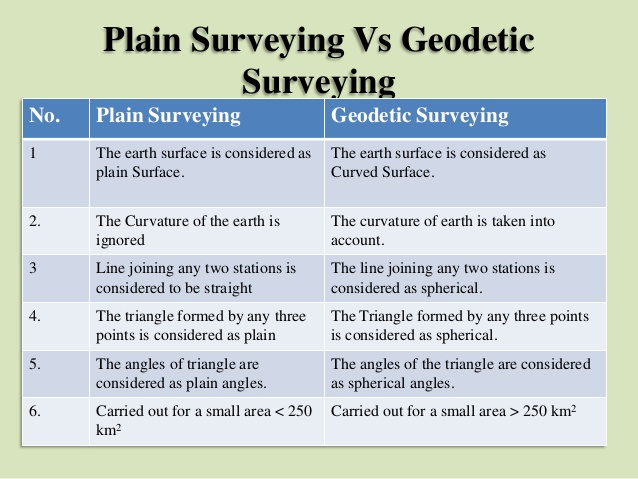 Plain Surveying Vs Geodetic
Surveying
No. Plain Surveying Geodetic Surveying
1 The earth surface is considered as The earth surface is considered as
plain Surface. Curved Surface.
2. The Curvature of the earth is The curvature of earth is taken into
ignored account.
3 Line joining any two stations is The line joining any two stations is
considered to be straight considered as spherical.
4. The triangle formed by any three The Triangle formed by any three points
points is considered as plain is considered as spherical.
5. The angles of triangle are The angles of the triangle are considered
considered as plain angles. as spherical angles.
6. Carried out for a small area < 250 Carried out for a small area > 250 km²
km²